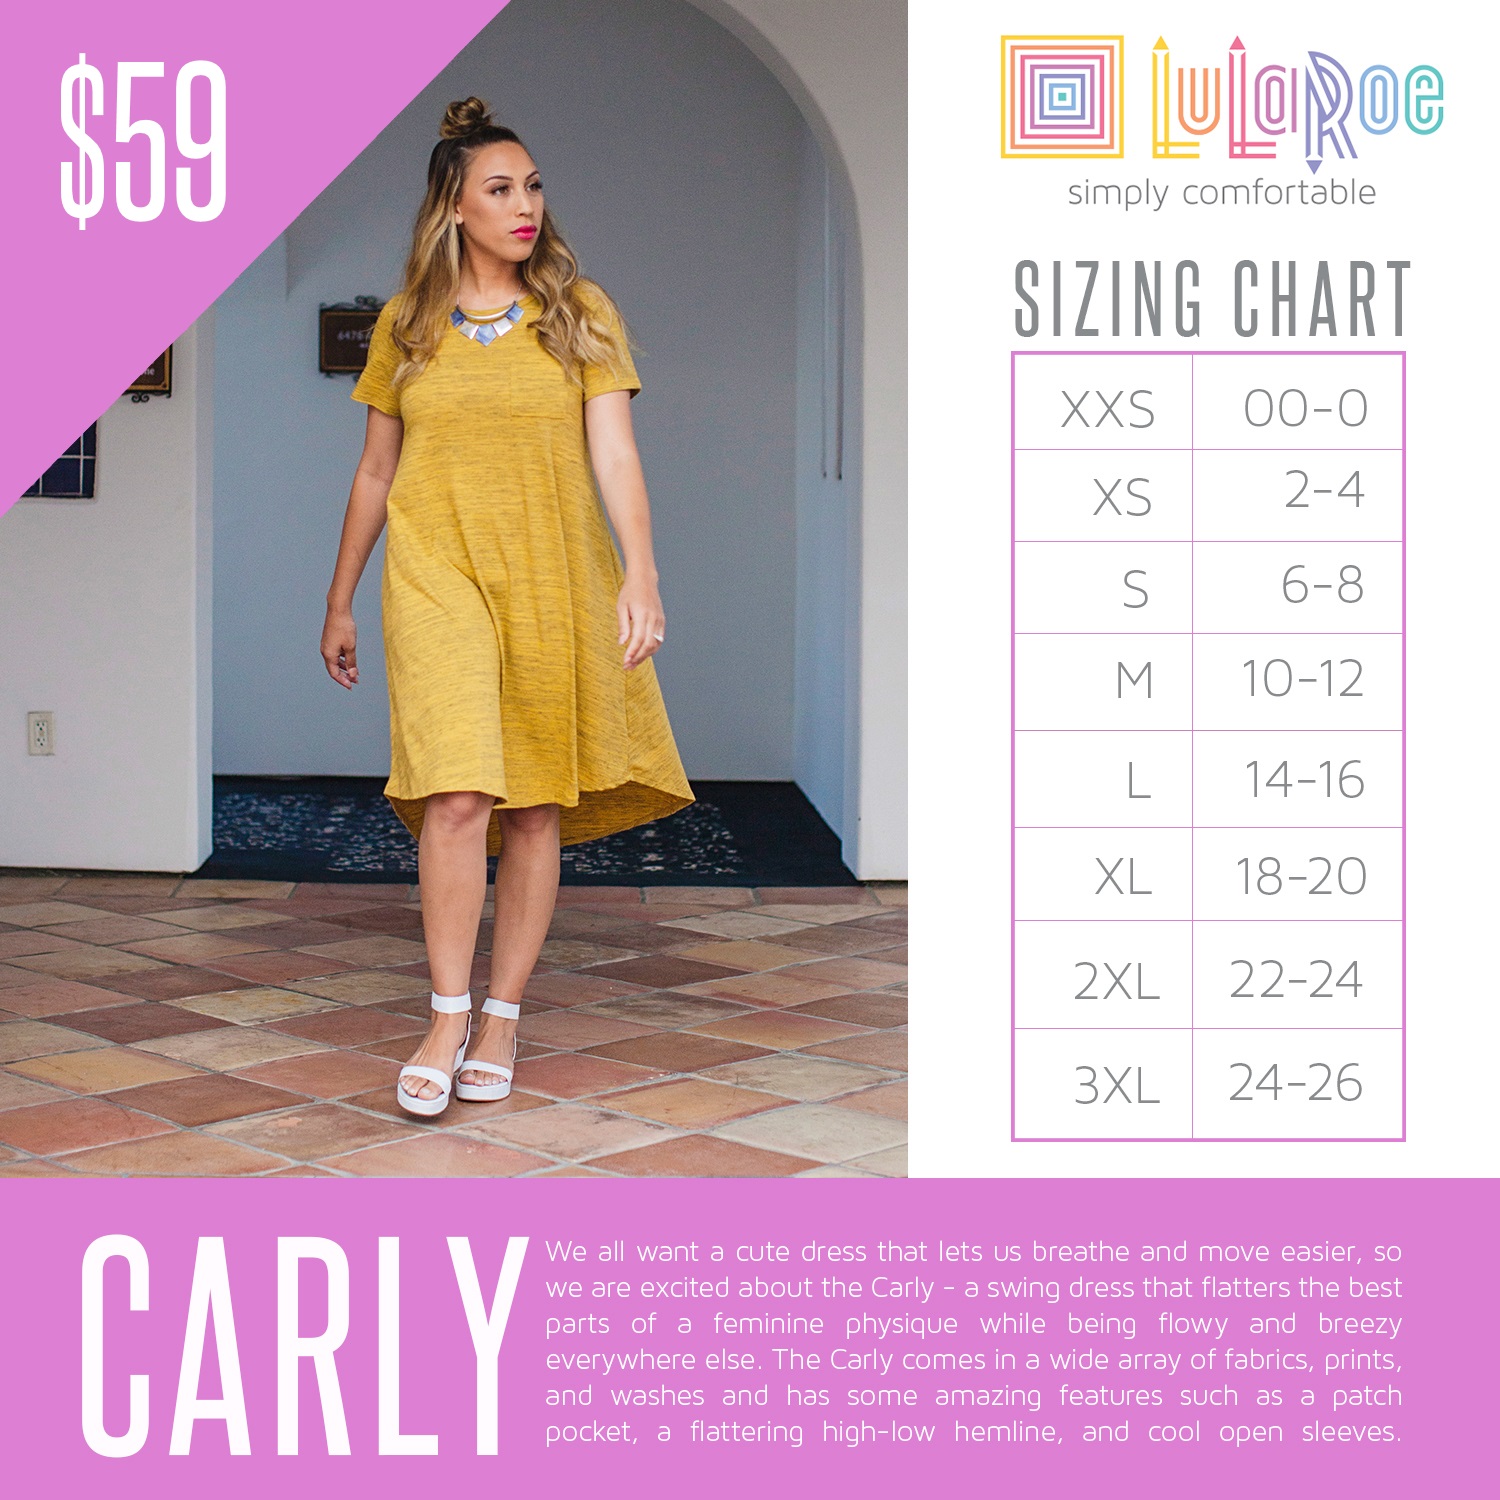 $59
LuLaRoe
simply comfortable
SIZING CHART
XXS 00-0
XS 2-4
S 6-8
M 10-12
L 14-16
XL 18-20
2XL 22-24
3XL 24-26
CARLY
We all want a cute dress that lets us breathe and move easier, so
we are excited about the Carly - a swing dress that flatters the best
parts of a feminine physique while being flowy and breezy
everywhere else. The Carly comes in a wide array of fabrics, prints,
and washes and has some amazing features such as a patch
pocket, a flattering high-low hemline, and cool open sleeves.